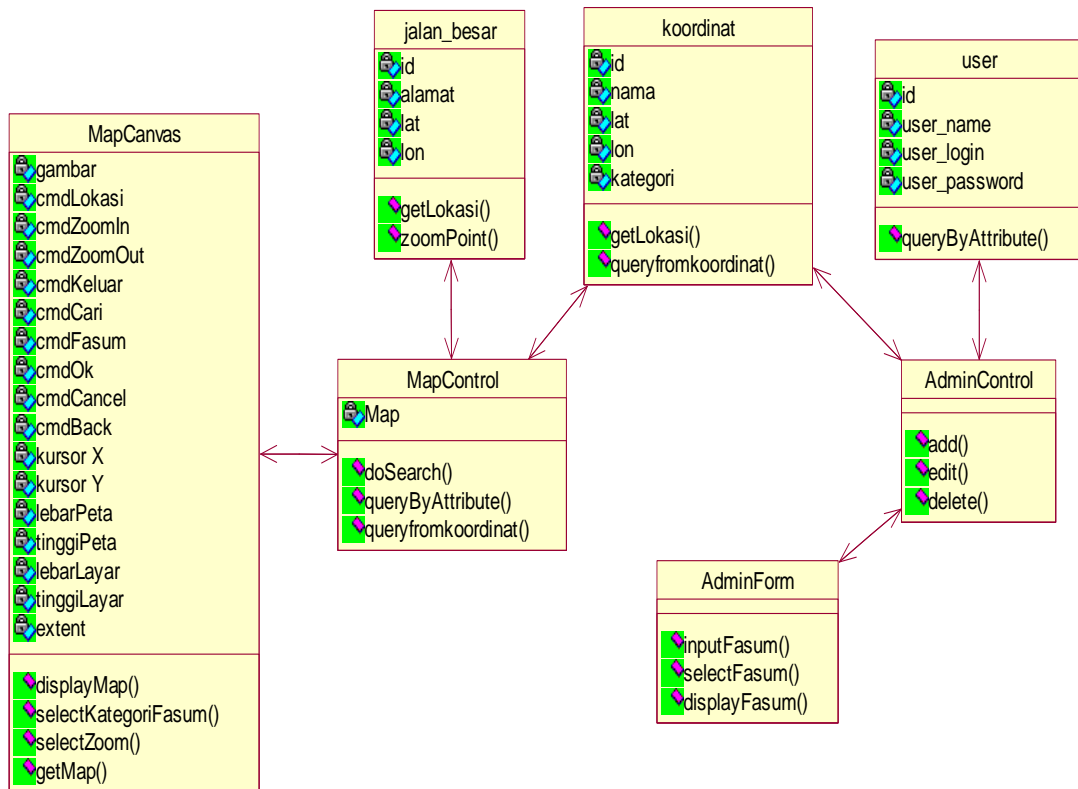 MapCanvas
gambar
cmdLokasi
cmdZoomIn
cmdZoomOut
cmdKeluar
cmdCari
cmdFasum
cmdOk
cmdCancel
cmdBack
kursor X
kursor Y
lebarPeta
tinggiPeta
lebarLayar
tinggiLayar
extent
displayMap()
selectKategoriFasum()
selectZoom()
getMap()
jalan_besar
id
alamat
lat
lon
getLokasi()
zoomPoint()
koordinat
id
nama
lat
lon
kategori
getLokasi()
queryfromkoordinat()
user
id
user_name
user_login
user_password
queryByAttribute()
MapControl
Map
doSearch()
queryByAttribute()
queryfromkoordinat()
AdminControl
add()
edit()
delete()
AdminForm
inputFasum()
selectFasum()
displayFasum()